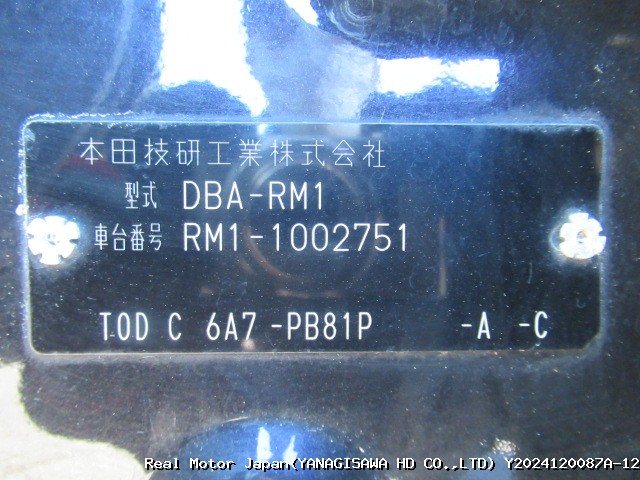 本田技研工業株式会社
型式 DBA-RM1
車台番号 RM1-1002751
T.OD C 6A7 -PB81P -A -C
Real Motor Japan(YANAGISAWA HD CO.,LTD) Y2024120087A-12